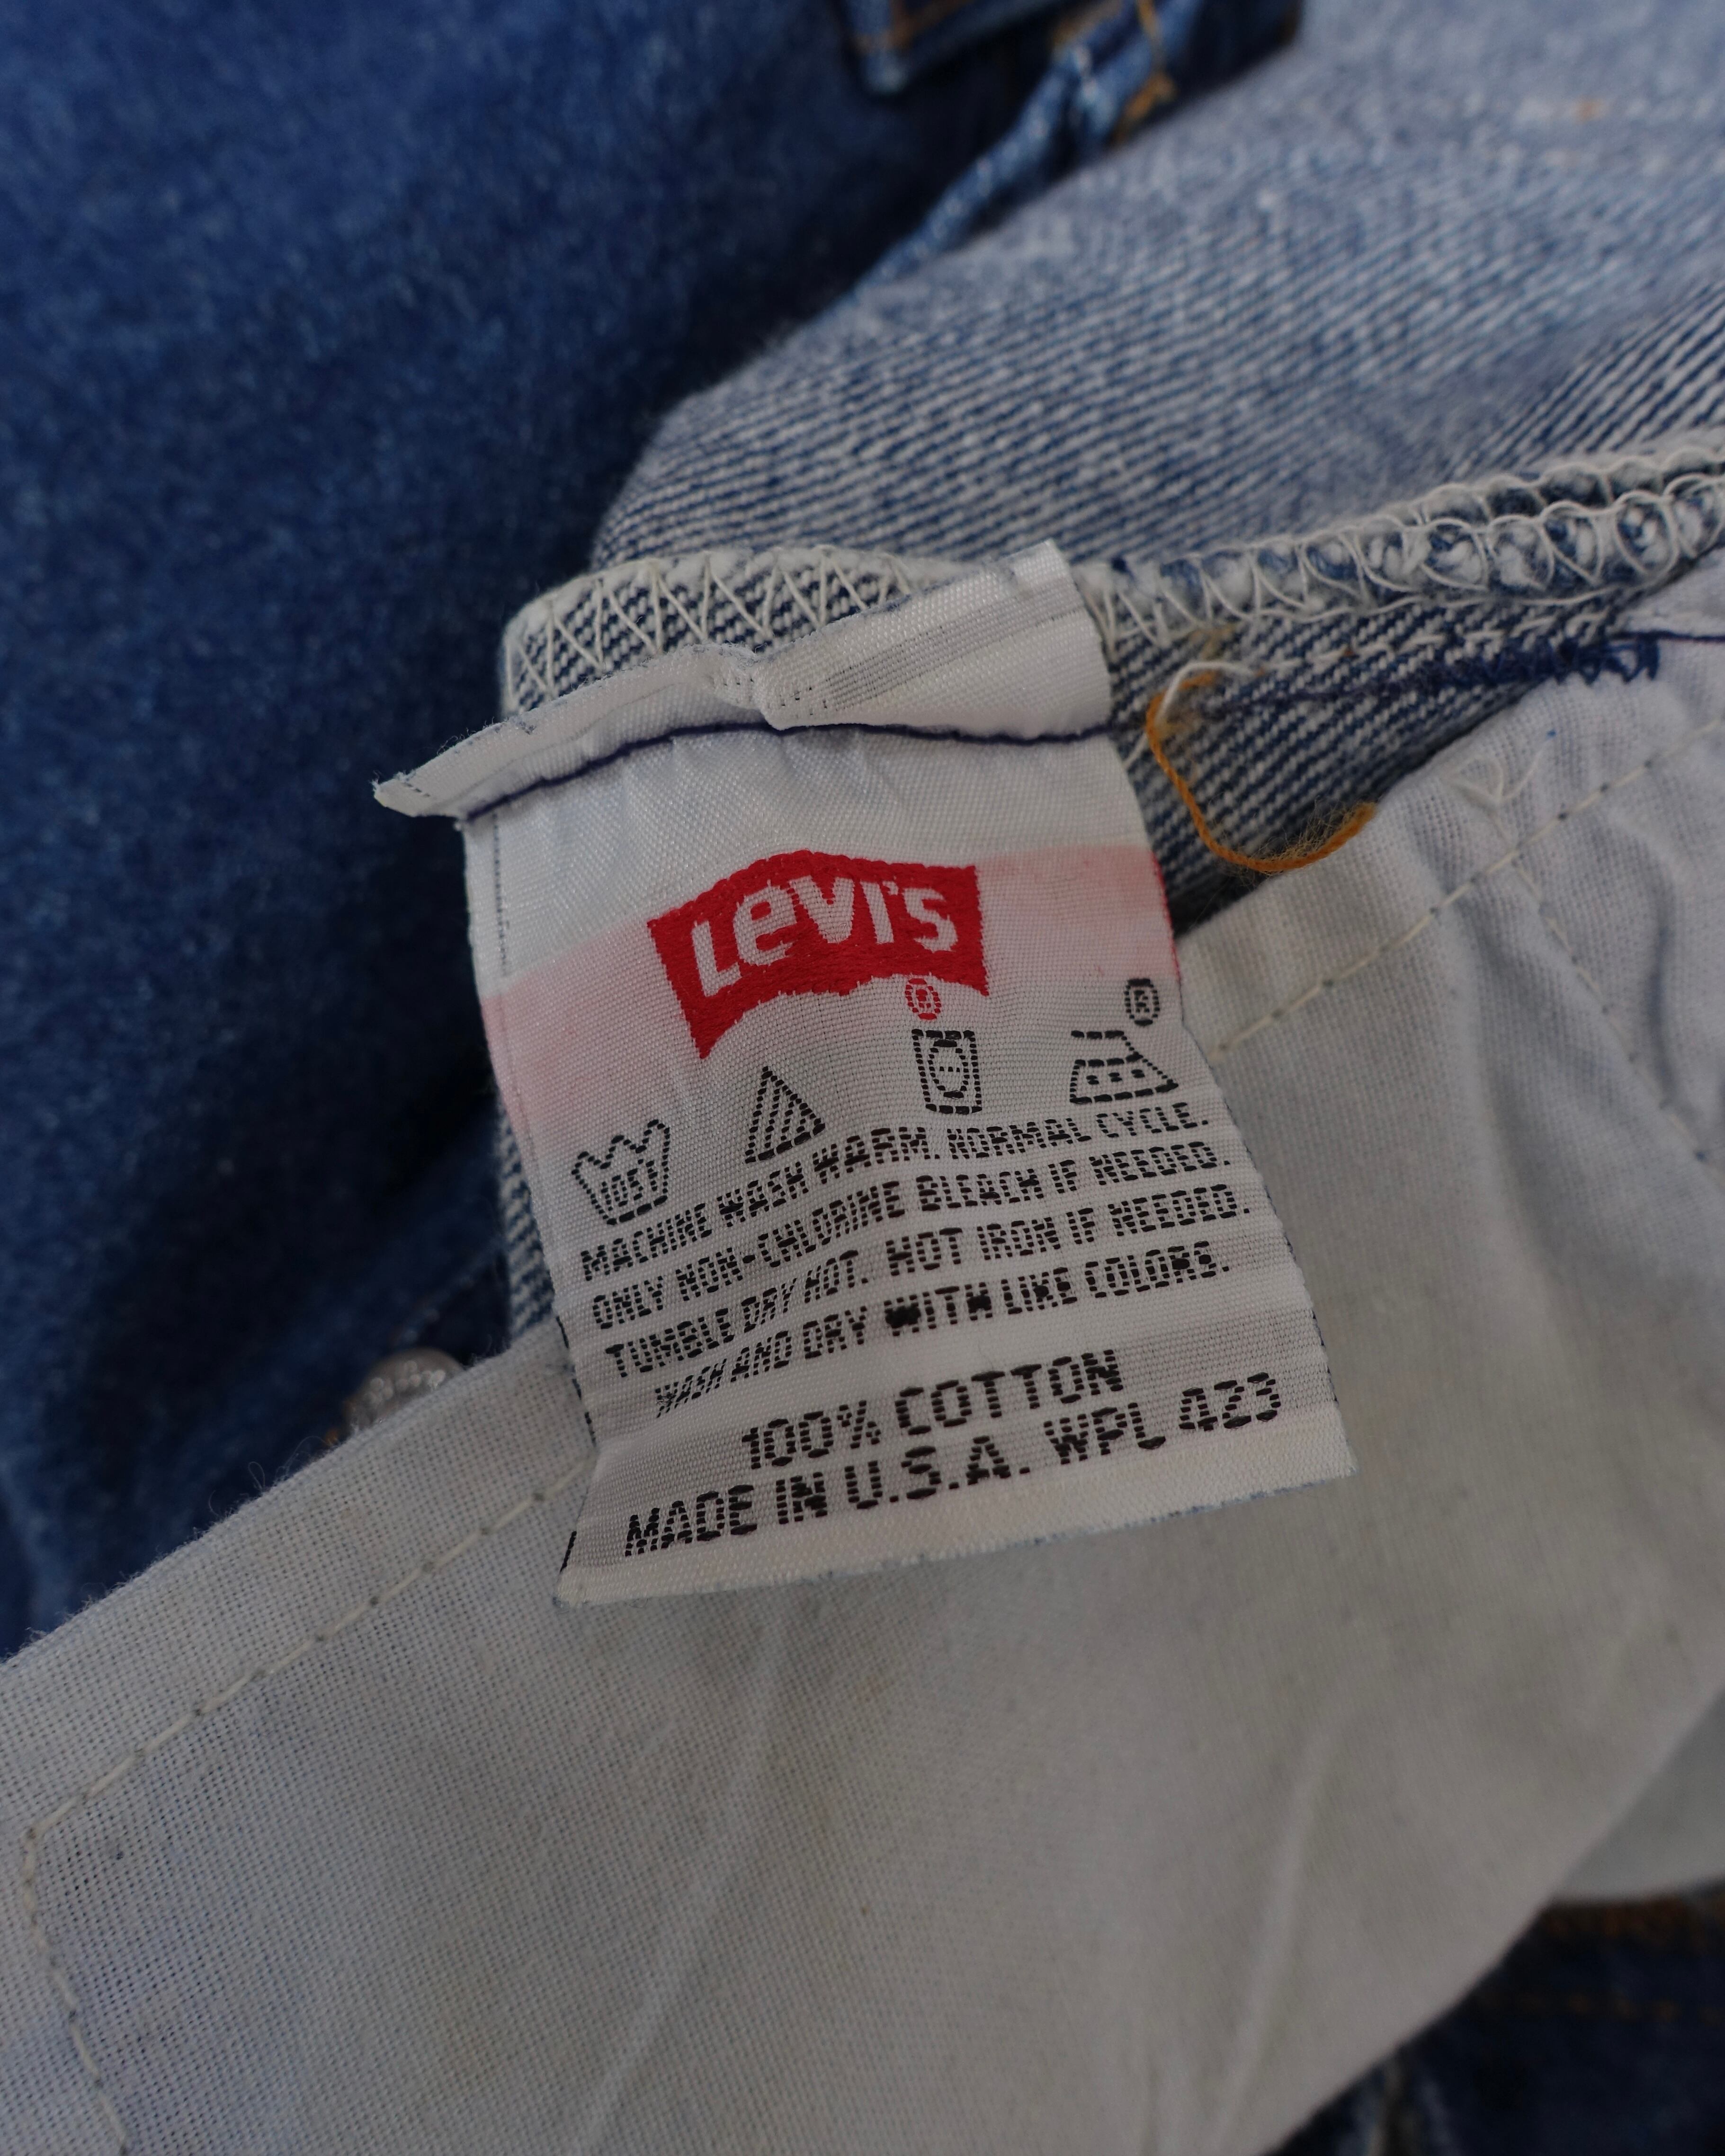 LEVI'S
®
®
105F
MACHINE WASH WARM. NORMAL CYCLE.
ONLY NON-CHLORINE BLEACH IF NEEDED.
TUMBLE DRY HOT. HOT IRON IF NEEDED.
WASH AND DRY WITH LIKE COLORS.
100% COTTON
MADE IN U.S.A. WPL 423